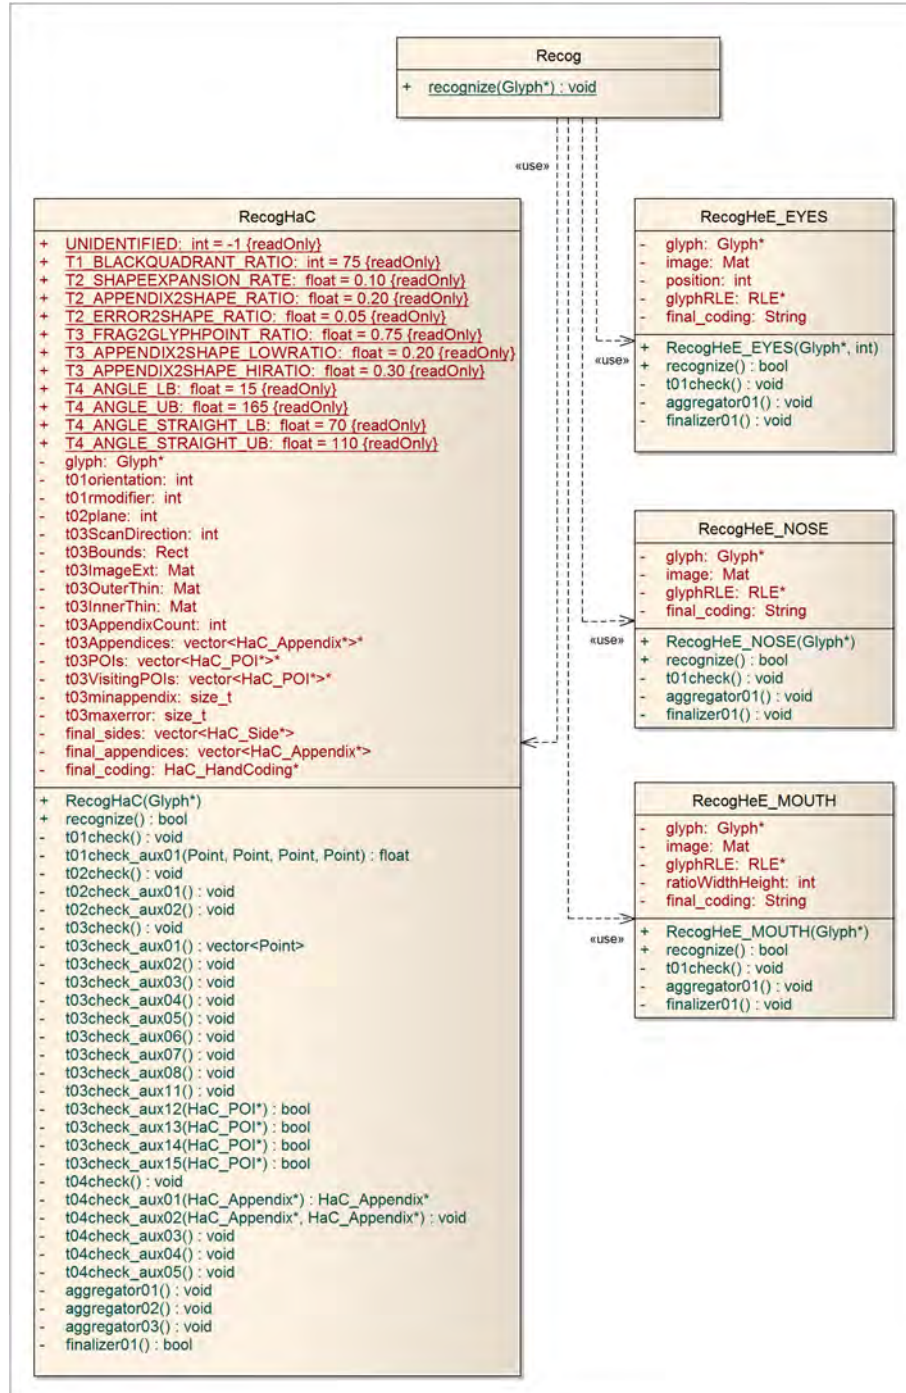 Recog
+ recognize(Glyph*) : void
«use»
RecogHaC
+ UNIDENTIFIED: int = -1 {readOnly}
+ T1_BLACKQUADRANT_RATIO: int = 75 {readOnly}
+ T2_SHAPEEXPANSION_RATE: float = 0.10 {readOnly}
+ T2_APPENDIX2SHAPE_RATIO: float = 0.20 {readOnly}
+ T2_ERROR2SHAPE_RATIO: float = 0.05 {readOnly}
+ T3_FRAG2GLYPHPOINT_RATIO: float = 0.75 {readOnly}
+ T3_APPENDIX2SHAPE_LOWRATIO: float = 0.20 {readOnly}
+ T3_APPENDIX2SHAPE_HIRATIO: float = 0.30 {readOnly}
+ T4_ANGLE_LB: float = 15 {readOnly}
+ T4_ANGLE_UB: float = 165 {readOnly}
+ T4_ANGLE_STRAIGHT_LB: float = 70 {readOnly}
+ T4_ANGLE_STRAIGHT_UB: float = 110 {readOnly}
- glyph: Glyph*
- t01orientation: int
- t01rmodifier: int
- t02plane: int
- t03ScanDirection: int
- t03Bounds: Rect
- t03ImageExt: Mat
- t03OuterThin: Mat
- t03InnerThin: Mat
- t03AppendixCount: int
- t03Appendices: vector<HaC_Appendix*>*
- t03POIs: vector<HaC_POI*>*
- t03VisitingPOIs: vector<HaC_POI*>*
- t03minappendix: size_t
- t03maxerror: size_t
- final_sides: vector<HaC_Side*>
- final_appendices: vector<HaC_Appendix*>
- final_coding: HaC_HandCoding*
+ RecogHaC(Glyph*)
+ recognize() : bool
- t01check() : void
- t01check_aux01(Point, Point, Point, Point) : float
- t02check() : void
- t02check_aux01() : void
- t02check_aux02() : void
- t03check() : void
- t03check_aux01() : vector<Point>
- t03check_aux02() : void
- t03check_aux03() : void
- t03check_aux04() : void
- t03check_aux05() : void
- t03check_aux06() : void
- t03check_aux07() : void
- t03check_aux08() : void
- t03check_aux11() : void
- t03check_aux12(HaC_POI*) : bool
- t03check_aux13(HaC_POI*) : bool
- t03check_aux14(HaC_POI*) : bool
- t03check_aux15(HaC_POI*) : bool
- t04check() : void
- t04check_aux01(HaC_Appendix*) : HaC_Appendix*
- t04check_aux02(HaC_Appendix*, HaC_Appendix*) : void
- t04check_aux03() : void
- t04check_aux04() : void
- t04check_aux05() : void
- aggregator01() : void
- aggregator02() : void
- aggregator03() : void
- finalizer01() : bool
RecogHeE_EYES
- glyph: Glyph*
- image: Mat
- position: int
- glyphRLE: RLE*
- final_coding: String
«use»
+ RecogHeE_EYES(Glyph*, int)
+ recognize() : bool
- t01check() : void
- aggregator01() : void
- finalizer01() : void
RecogHeE_NOSE
- glyph: Glyph*
- image: Mat
- glyphRLE: RLE*
- final_coding: String
«use»
+ RecogHeE_NOSE(Glyph*)
+ recognize() : bool
- t01check() : void
- aggregator01() : void
- finalizer01() : void
RecogHeE_MOUTH
- glyph: Glyph*
- image: Mat
- glyphRLE: RLE*
- ratioWidthHeight: int
- final_coding: String
«use»
+ RecogHeE_MOUTH(Glyph*)
+ recognize() : bool
- t01check() : void
- aggregator01() : void
- finalizer01() : void